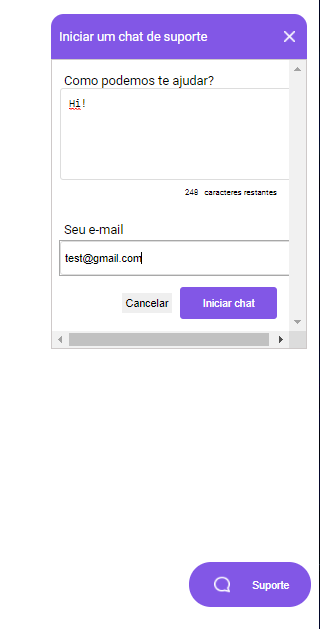 Iniciar um chat de suporte
Como podemos te ajudar?
Hi!
248 caracteres restantes
Seu e-mail
test@gmail.com
Cancelar
Iniciar chat
Suporte